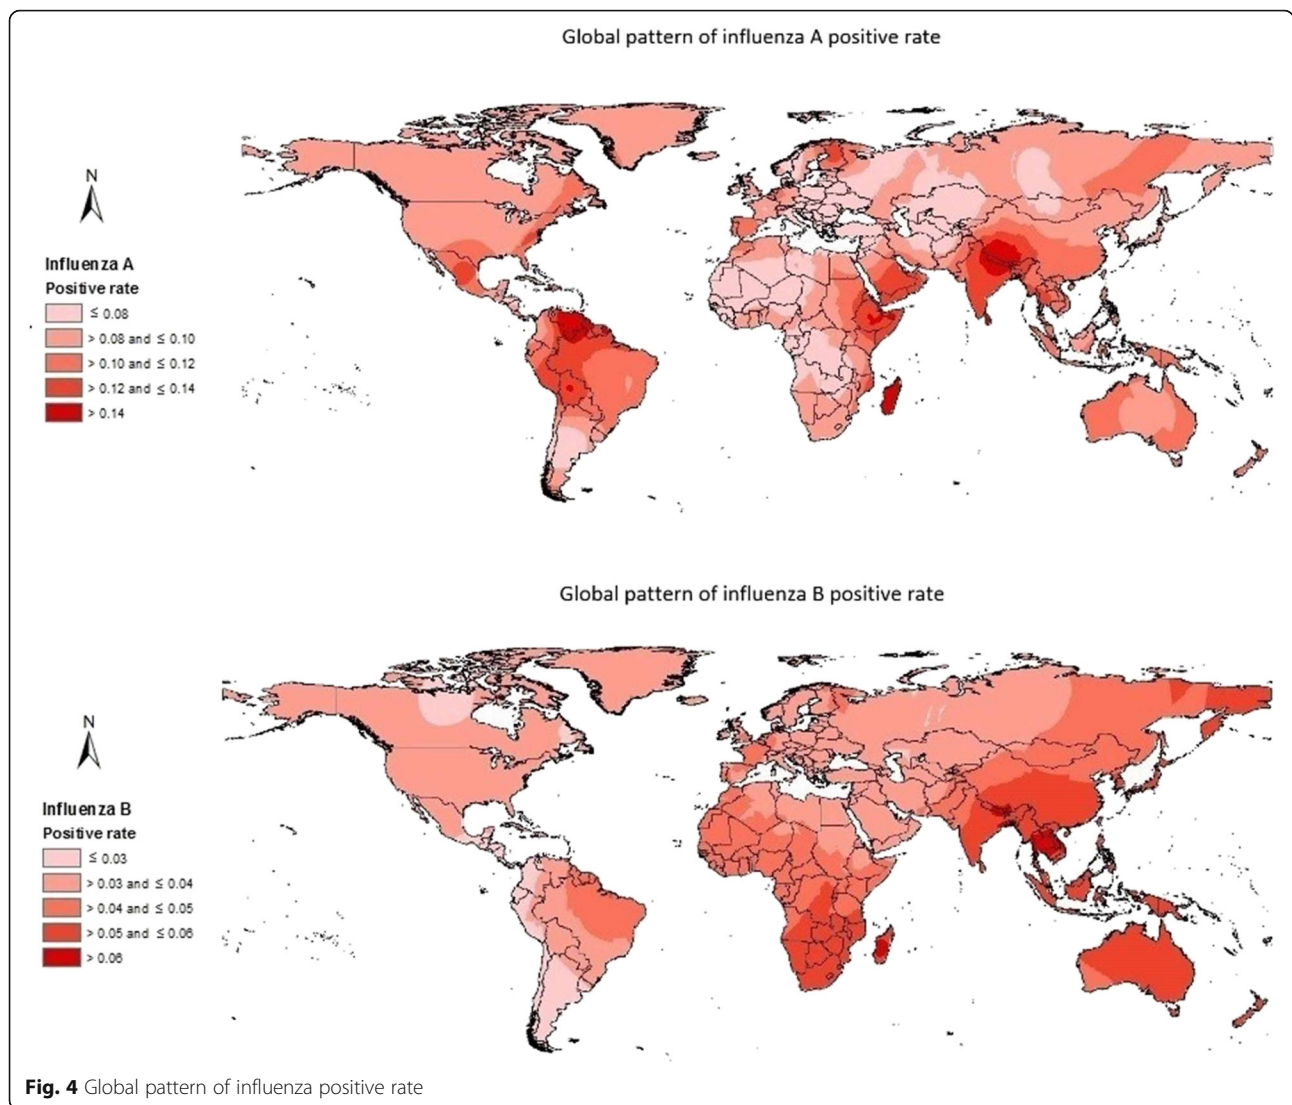 Global pattern of influenza A positive rate
N
Influenza A
Positive rate
≤ 0.08
> 0.08 and ≤ 0.10
> 0.10 and ≤ 0.12
> 0.12 and ≤ 0.14
> 0.14
Global pattern of influenza B positive rate
N
Influenza B
Positive rate
≤ 0.03
> 0.03 and ≤ 0.04
> 0.04 and ≤ 0.05
> 0.05 and ≤ 0.06
> 0.06
Fig. 4 Global pattern of influenza positive rate